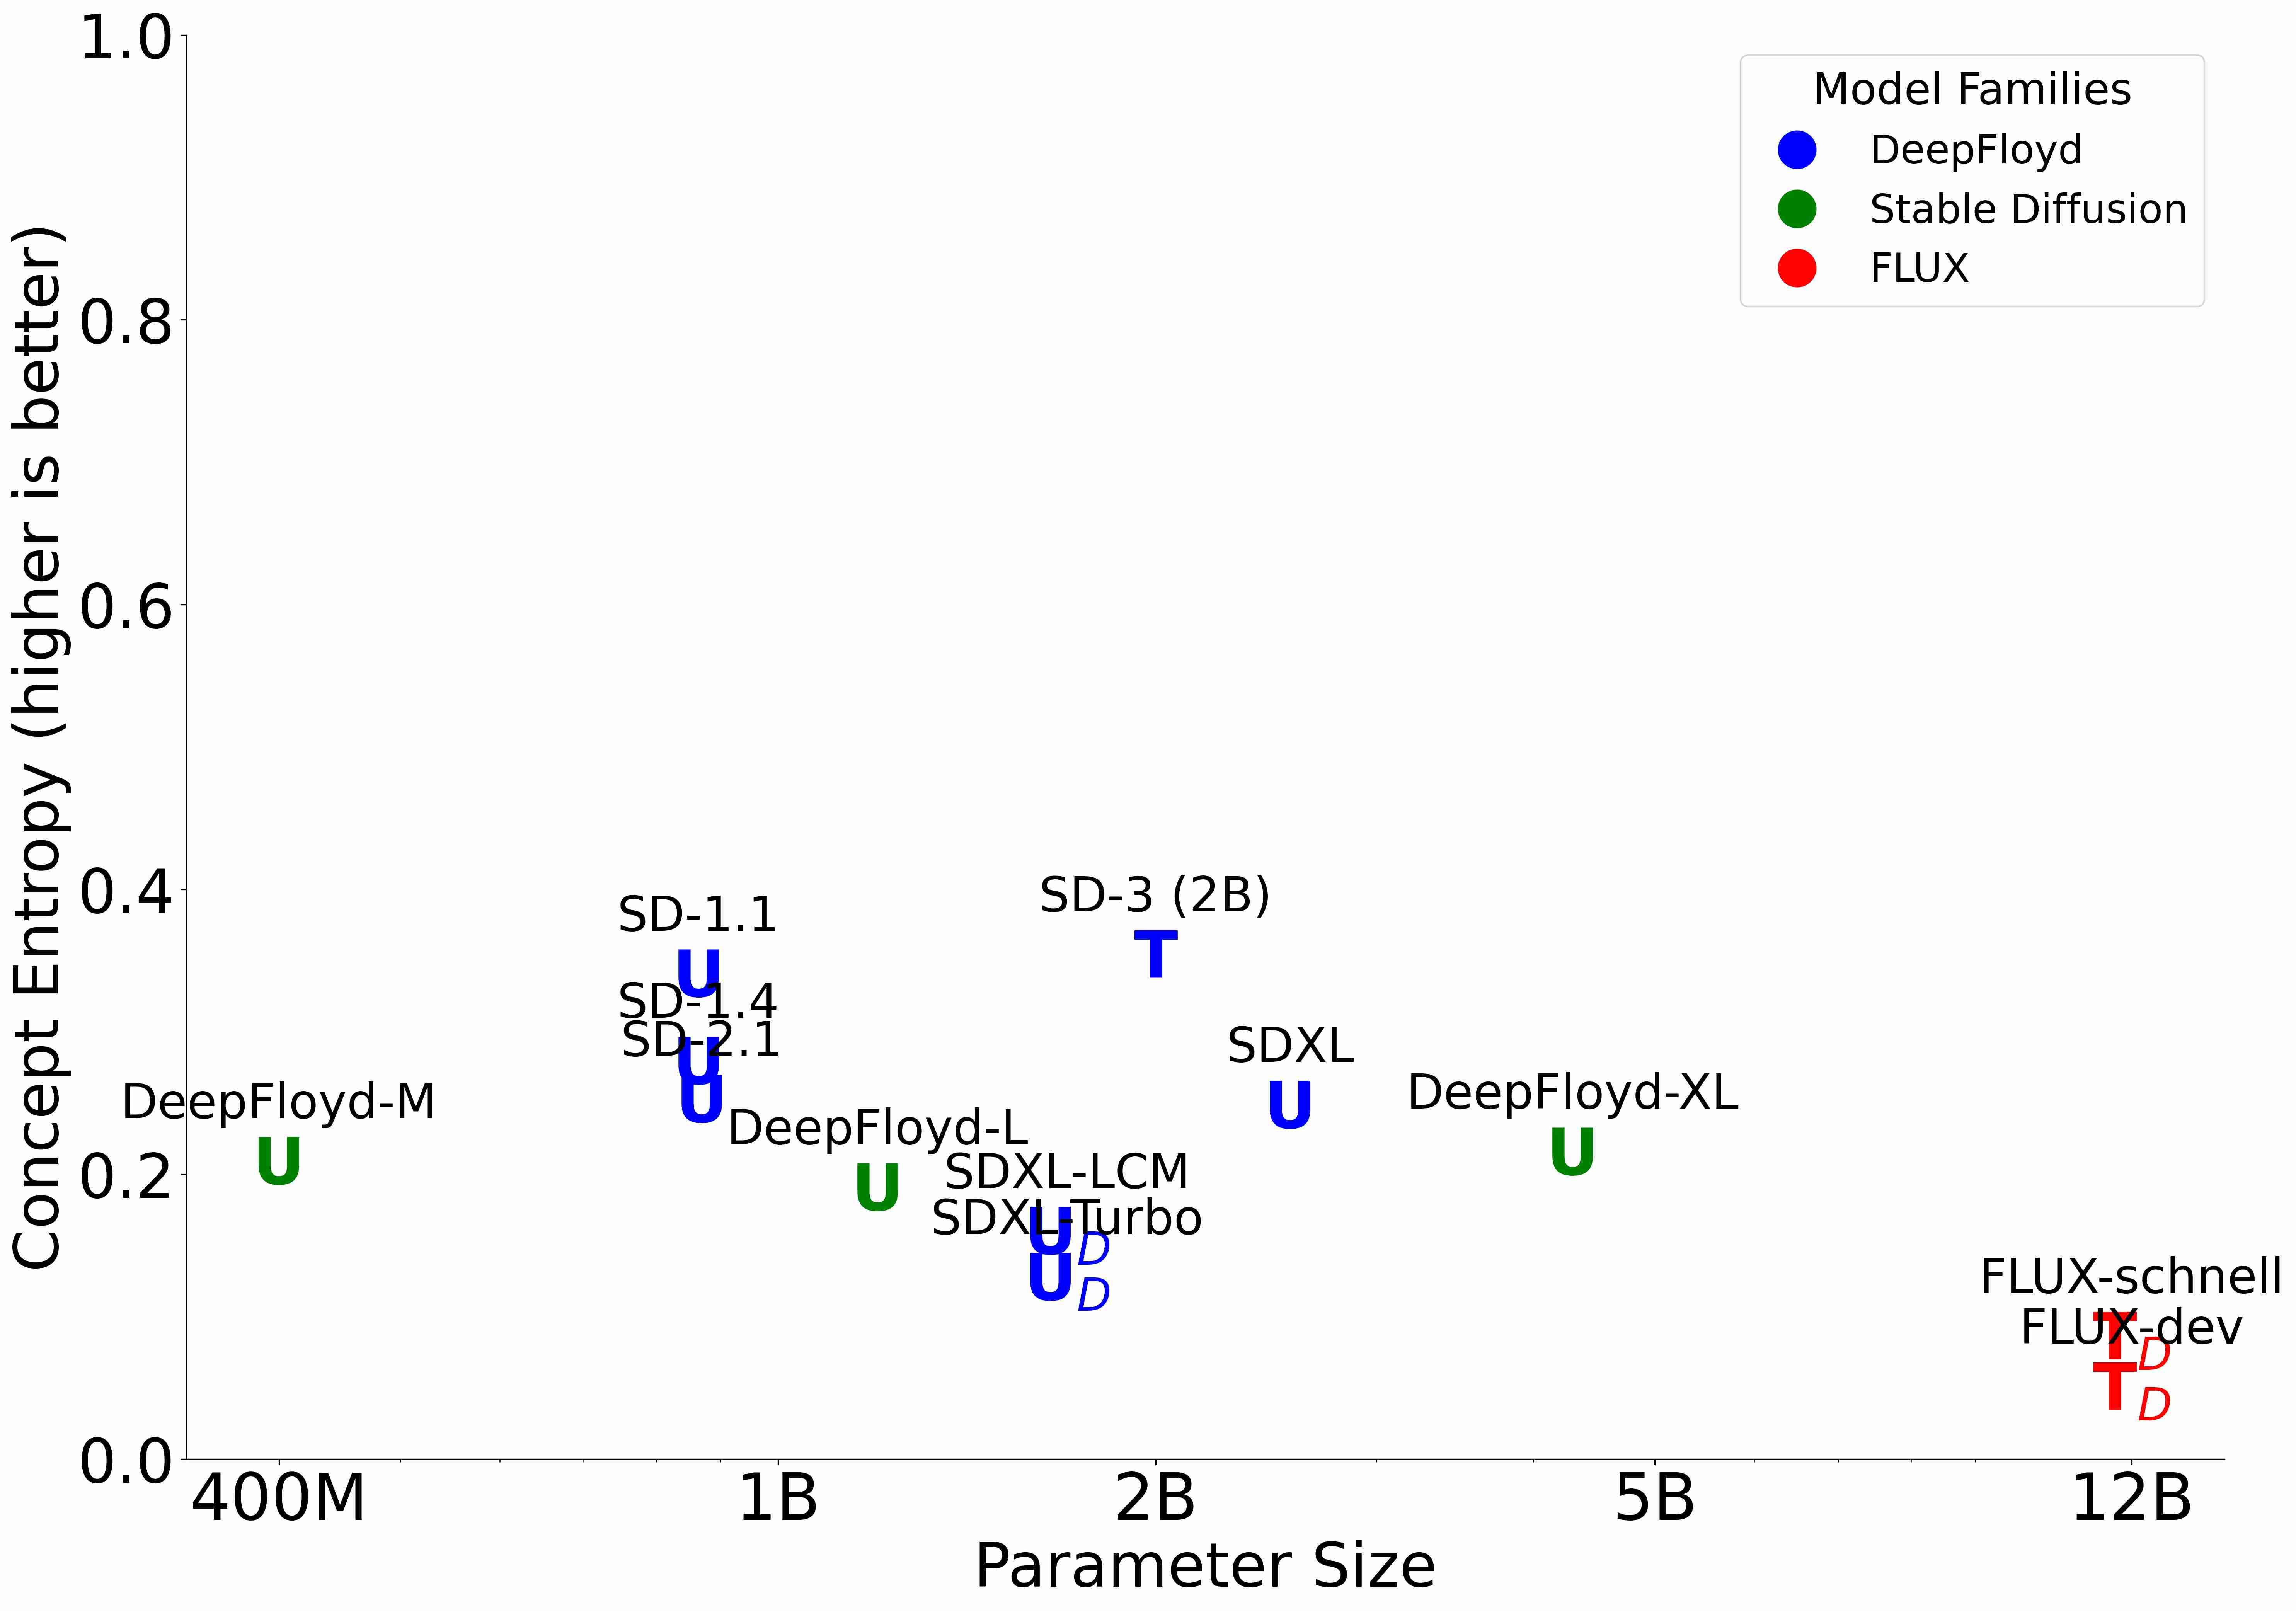 1.0
0.8
0.6
0.4
0.2
0.0
Concept Entropy (higher is better)
Model Families
DeepFloyd
Stable Diffusion
FLUX
SD-1.1
U
SD-3 (2B)
T
SD-1.4
U
SD-2.1
U
SDXL
U
DeepFloyd-M
U
DeepFloyd-L
U
DeepFloyd-XL
U
SDXL-LCM
U D
SDXL-Turbo
U D
FLUX-schnell
T D
FLUX-dev
T D
400M
1B
2B
5B
12B
Parameter Size